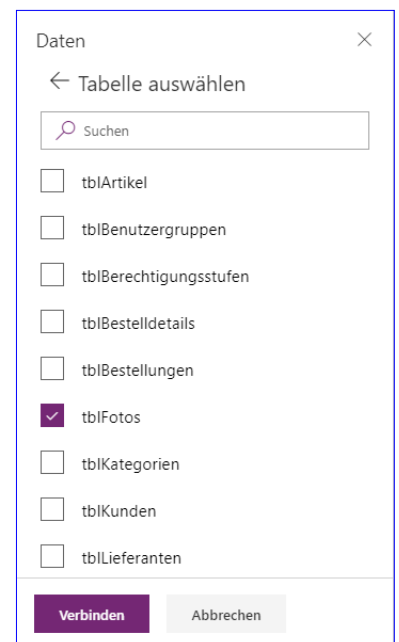 Daten
Tabelle auswählen
Suchen
tblArtikel
tblBenutzergruppen
tblBerechtigungsstufen
tblBestelldetails
tblBestellungen
tblFotos
tblKategorien
tblKunden
tblLieferanten
Verbinden Abbrechen